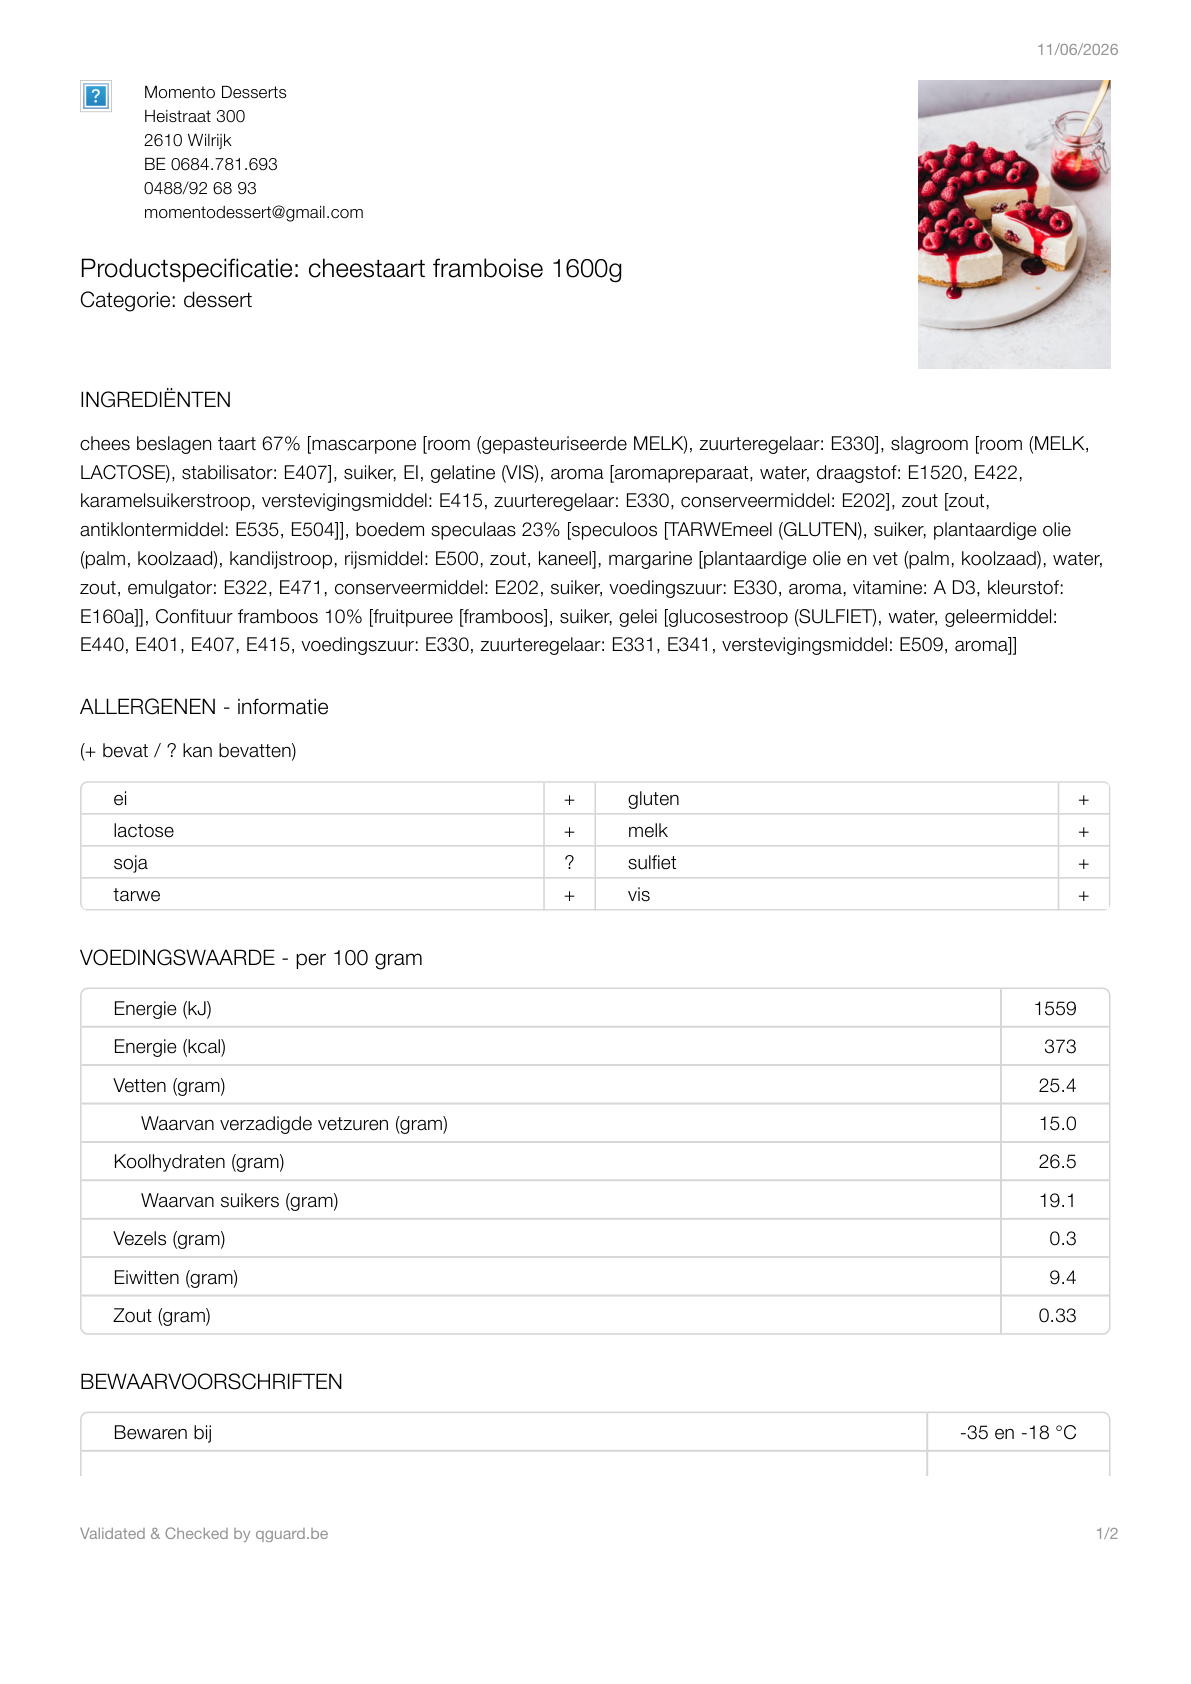 11/06/2026
?
Momento Desserts
Heistraat 300
2610 Wilrijk
BE 0684.781.693
0488/92 68 93
momentodessert@gmail.com
Productspecificatie: cheestaart framboise 1600g
Categorie: dessert
INGREDIËNTEN
chees beslagen taart 67% [mascarpone [room (gepasteuriseerde MELK), zuurteregelaar: E330], slagroom [room (MELK,
LACTOSE), stabilisator: E407], suiker, EI, gelatine (VIS), aroma [aromapreparaat, water, draagstof: E1520, E422,
karamelsuikerstroop, verstevigingsmiddel: E415, zuurteregelaar: E330, conserveermiddel: E202], zout [zout,
antiklontermiddel: E535, E504]], boedem speculaas 23% [speculoos [TARWEmeel (GLUTEN), suiker, plantaardige olie
(palm, koolzaad), kandijstroop, rijsmiddel: E500, zout, kaneel], margarine [plantaardige olie en vet (palm, koolzaad), water,
zout, emulgator: E322, E471, conserveermiddel: E202, suiker, voedingszuur: E330, aroma, vitamine: A D3, kleurstof:
E160a]], Confituur framboos 10% [fruitpuree [framboos], suiker, gelei [glucosestroop (SULFIET), water, geleermiddel:
E440, E401, E407, E415, voedingszuur: E330, zuurteregelaar: E331, E341, verstevigingsmiddel: E509, aroma]]
ALLERGENEN - informatie
(+ bevat / ? kan bevatten)
ei + gluten +
lactose + melk +
soja ? sulfiet +
tarwe + vis +
VOEDINGSWAARDE - per 100 gram
Energie (kJ) 1559
Energie (kcal) 373
Vetten (gram) 25.4
Waarvan verzadigde vetzuren (gram) 15.0
Koolhydraten (gram) 26.5
Waarvan suikers (gram) 19.1
Vezels (gram) 0.3
Eiwitten (gram) 9.4
Zout (gram) 0.33
BEWAARVOORSCHRIFTEN
Bewaren bij -35 en -18 °C
Validated & Checked by qguard.be 1/2